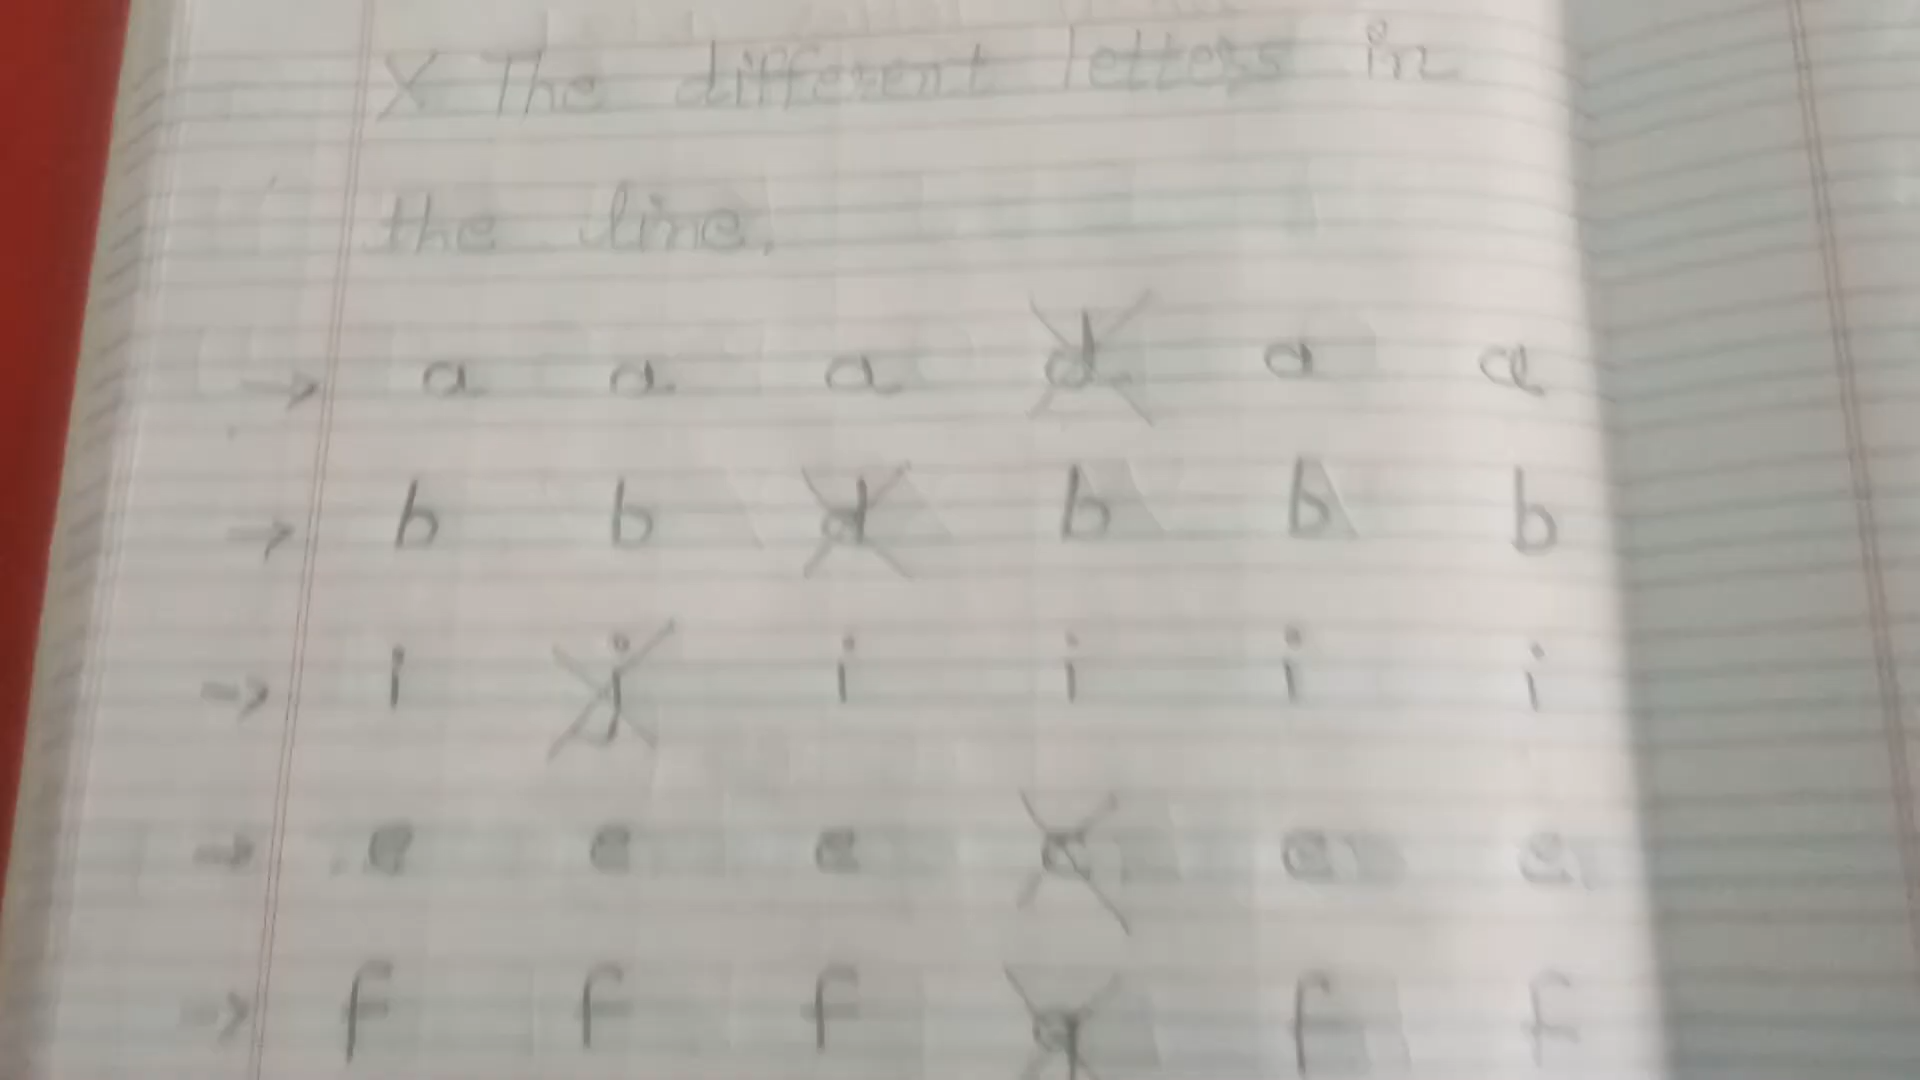 X The different letters in
the line.
→ a a a d a a
→ b b d b b b
→ i j i i i i
→ e e e c e e
→ f f f q f f